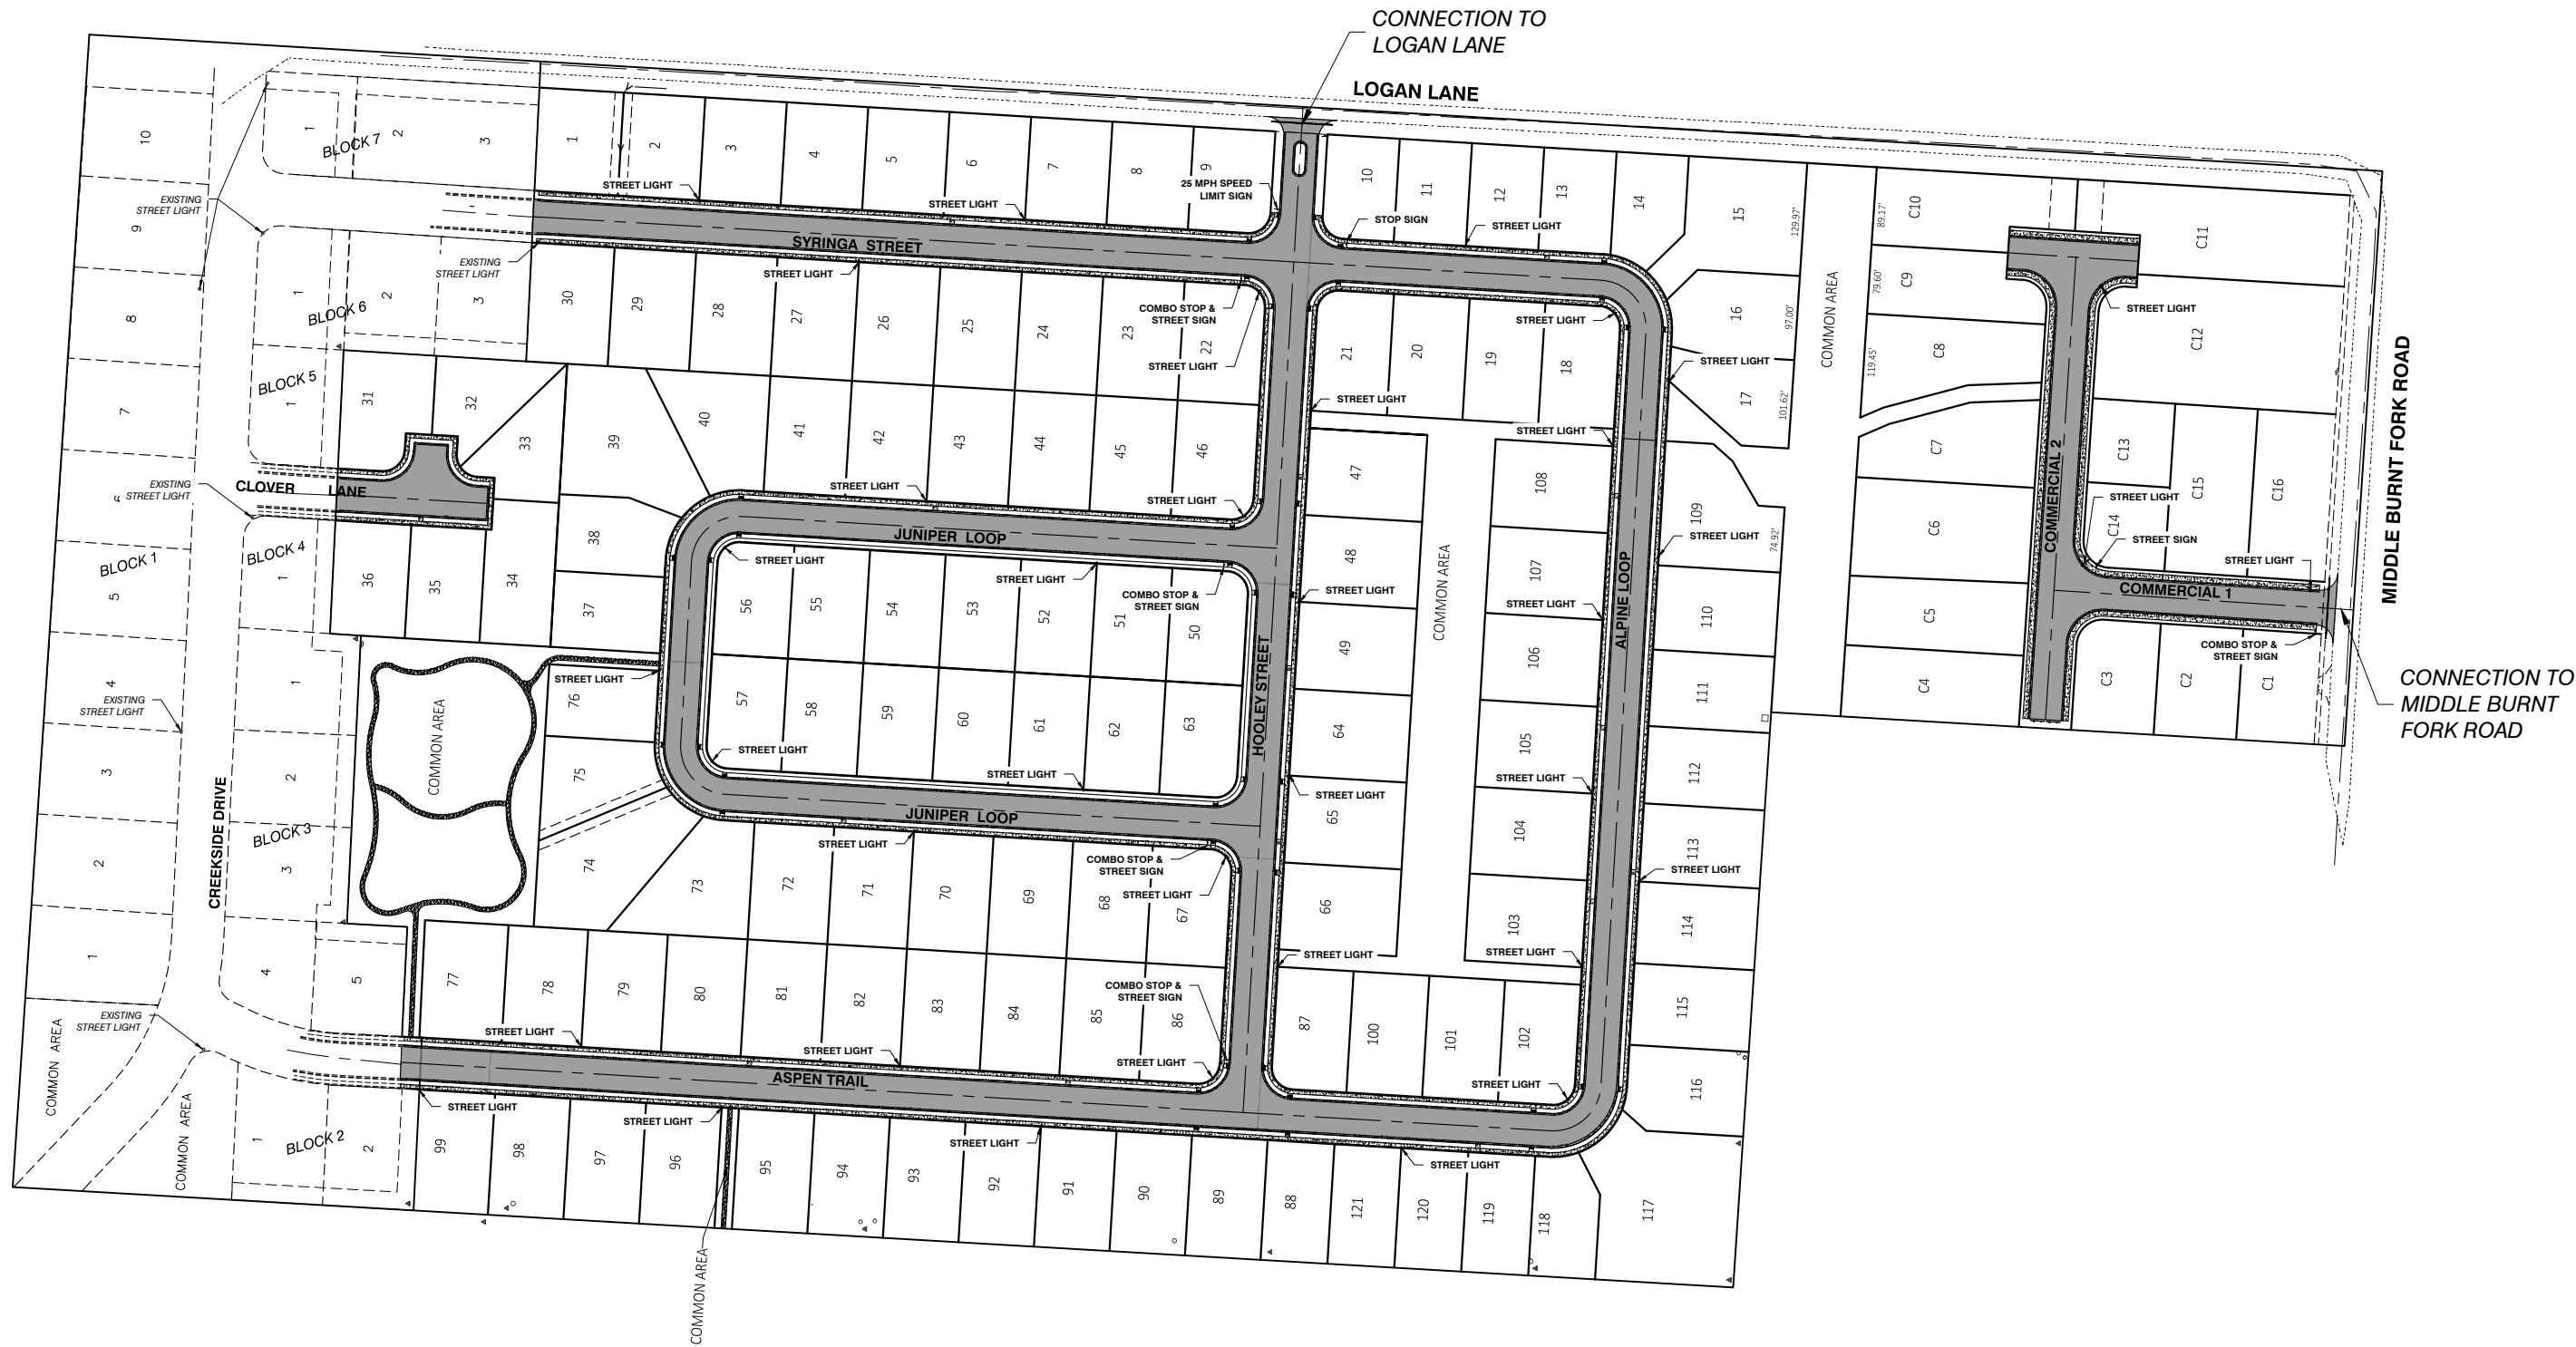 CONNECTION TO
LOGAN LANE
LOGAN LANE
10
9
8
7
6
5
4
3
2
1
BLOCK 1
EXISTING
STREET LIGHT
1
2
3
BLOCK 7
1
2
3
4
5
6
7
8
9
10
11
12
13
14
15
129.97'
STREET LIGHT
STREET LIGHT
25 MPH SPEED
LIMIT SIGN
STOP SIGN
STREET LIGHT
SYRINGA STREET
EXISTING
STREET LIGHT
STREET LIGHT
1
2
3
BLOCK 6
30
29
28
27
26
25
24
23
22
COMBO STOP &
STREET SIGN
STREET LIGHT
21
20
19
18
STREET LIGHT
16
97.00'
17
101.62'
STREET LIGHT
STREET LIGHT
STREET LIGHT
COMMON AREA
89.17'
79.60'
119.45'
C10
C9
C8
C7
C6
C5
C4
C11
C12
C13
C14
C15
C16
C3
C2
C1
STREET LIGHT
COMMERCIAL 2
STREET LIGHT
STREET SIGN
STREET LIGHT
COMMERCIAL 1
COMBO STOP &
STREET SIGN
MIDDLE BURNT FORK ROAD
CONNECTION TO
MIDDLE BURNT
FORK ROAD
BLOCK 5
1
31
32
33
39
40
41
42
43
44
45
46
EXISTING
STREET LIGHT
CLOVER LANE
STREET LIGHT
STREET LIGHT
BLOCK 4
1
36
35
34
38
37
JUNIPER LOOP
STREET LIGHT
STREET LIGHT
COMBO STOP &
STREET SIGN
56
55
54
53
52
51
50
57
58
59
60
61
62
63
HOOLEY STREET
47
48
49
64
65
66
STREET LIGHT
COMMON AREA
108
107
106
105
104
103
STREET LIGHT
STREET LIGHT
STREET LIGHT
ALPINE LOOP
109
74.92'
STREET LIGHT
110
111
112
113
STREET LIGHT
114
115
116
117
EXISTING
STREET LIGHT
CREEKSIDE DRIVE
1
2
3
BLOCK 3
4
5
COMMON AREA
STREET LIGHT
76
75
74
STREET LIGHT
STREET LIGHT
STREET LIGHT
JUNIPER LOOP
STREET LIGHT
COMBO STOP &
STREET SIGN
STREET LIGHT
73
72
71
70
69
68
67
STREET LIGHT
77
78
79
80
81
82
83
84
85
86
COMBO STOP &
STREET SIGN
STREET LIGHT
87
100
101
102
STREET LIGHT
EXISTING
STREET LIGHT
COMMON AREA
COMMON AREA
STREET LIGHT
STREET LIGHT
ASPEN TRAIL
1
2
BLOCK 2
STREET LIGHT
STREET LIGHT
STREET LIGHT
STREET LIGHT
99
98
97
96
95
94
93
92
91
90
89
88
121
120
119
118
COMMON AREA